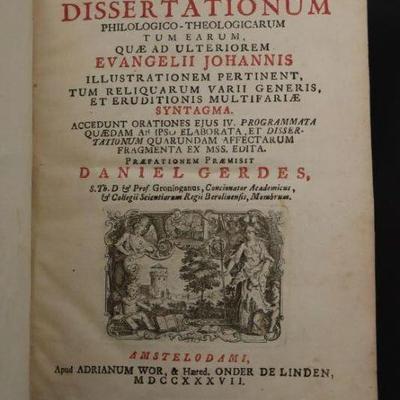 DISSERTATIONUM
PHILOLOGICO-THEOLOGICARUM
TUM EARUM,
QUÆ AD ULTERIOREM
EVANGELII JOHANNIS
ILLUSTRATIONEM PERTINENT,
TUM RELIQUARUM VARII GENERIS,
ET ERUDITIONIS MULTIFARIÆ
SYNTAGMA.
ACCEDUNT ORATIONES EJUS IV. PROGRAMMATA
QUÆDAM AB IPSO ELABORATA, ET DISSER-
TATIONUM QUARUNDAM AFFECTARUM
FRAGMENTA EX MSS. EDITA.
PRÆFATIONEM PRÆMISIT
DANIEL GERDES,
S. Th. D. & Prof. Groninganus, Concionator Academicus,
& Collegii Scientiarum Regii Berolinensis, Membrum.
AMSTELODAMI,
Apud ADRIANUM WOR, & Hæred. ONDER DE LINDEN,
MDCCXXXVII.